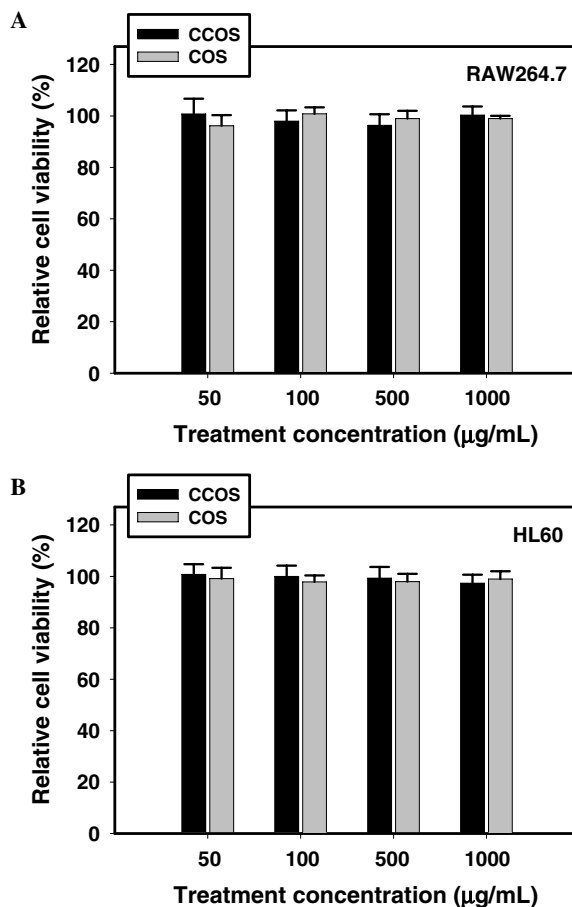 A
CCOS
COS
RAW264.7
Relative cell viability (%)
120
100
80
60
40
20
0
50 100 500 1000
Treatment concentration (μg/mL)
B
CCOS
COS
HL60
Relative cell viability (%)
120
100
80
60
40
20
0
50 100 500 1000
Treatment concentration (μg/mL)